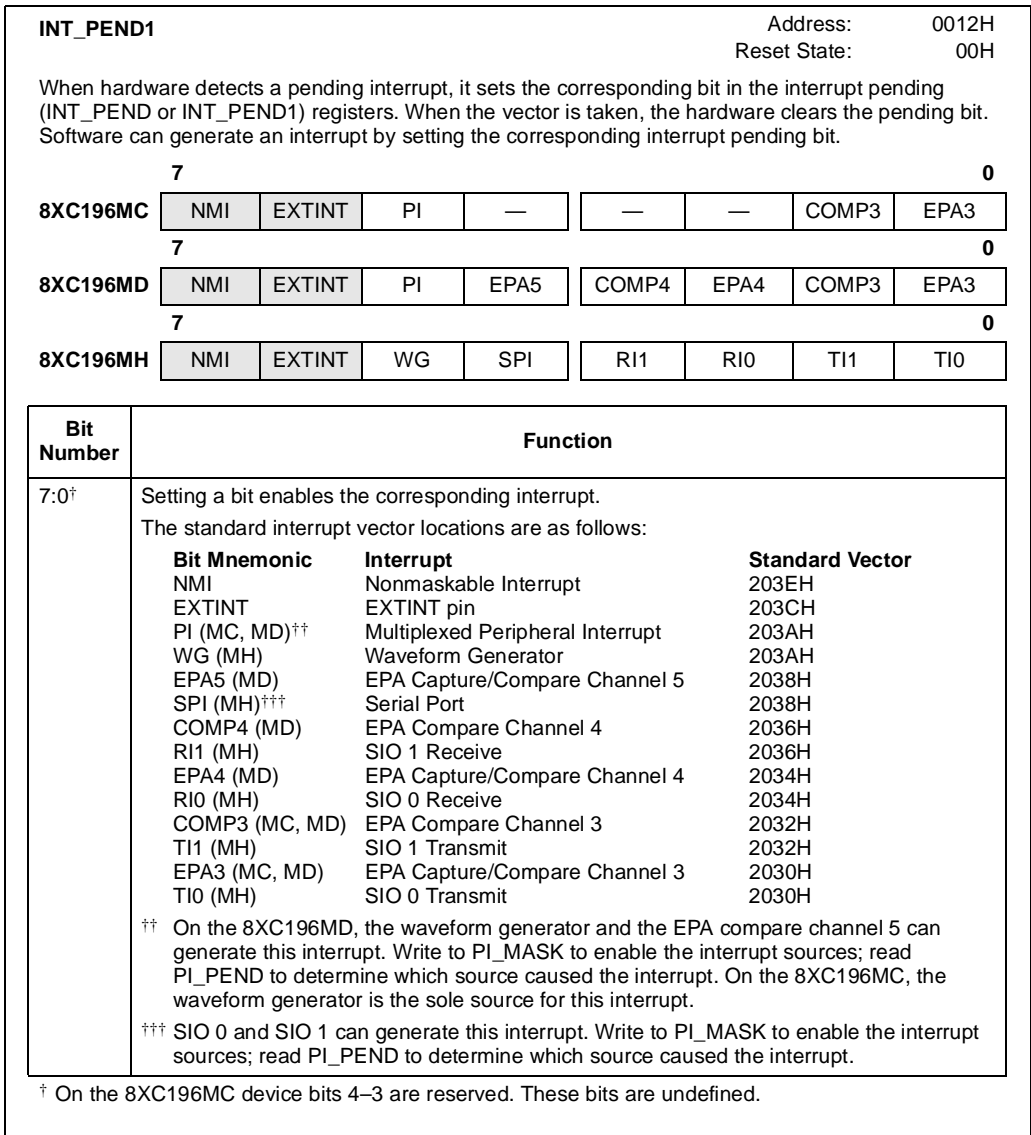 INT_PEND1 Address: 0012H
Reset State: 00H
When hardware detects a pending interrupt, it sets the corresponding bit in the interrupt pending
(INT_PEND or INT_PEND1) registers. When the vector is taken, the hardware clears the pending bit.
Software can generate an interrupt by setting the corresponding interrupt pending bit.
7 0
8XC196MC NMI EXTINT PI — — — COMP3 EPA3
7 0
8XC196MD NMI EXTINT PI EPA5 COMP4 EPA4 COMP3 EPA3
7 0
8XC196MH NMI EXTINT WG SPI RI1 RI0 TI1 TI0
Bit
Number Function
7:0† Setting a bit enables the corresponding interrupt.
The standard interrupt vector locations are as follows:
Bit Mnemonic Interrupt Standard Vector
NMI Nonmaskable Interrupt 203EH
EXTINT EXTINT pin 203CH
PI (MC, MD)†† Multiplexed Peripheral Interrupt 203AH
WG (MH) Waveform Generator 203AH
EPA5 (MD) EPA Capture/Compare Channel 5 2038H
SPI (MH)††† Serial Port 2038H
COMP4 (MD) EPA Compare Channel 4 2036H
RI1 (MH) SIO 1 Receive 2036H
EPA4 (MD) EPA Capture/Compare Channel 4 2034H
RI0 (MH) SIO 0 Receive 2034H
COMP3 (MC, MD) EPA Compare Channel 3 2032H
TI1 (MH) SIO 1 Transmit 2032H
EPA3 (MC, MD) EPA Capture/Compare Channel 3 2030H
TI0 (MH) SIO 0 Transmit 2030H
†† On the 8XC196MD, the waveform generator and the EPA compare channel 5 can
generate this interrupt. Write to PI_MASK to enable the interrupt sources; read
PI_PEND to determine which source caused the interrupt. On the 8XC196MC, the
waveform generator is the sole source for this interrupt.
††† SIO 0 and SIO 1 can generate this interrupt. Write to PI_MASK to enable the interrupt
sources; read PI_PEND to determine which source caused the interrupt.
† On the 8XC196MC device bits 4–3 are reserved. These bits are undefined.